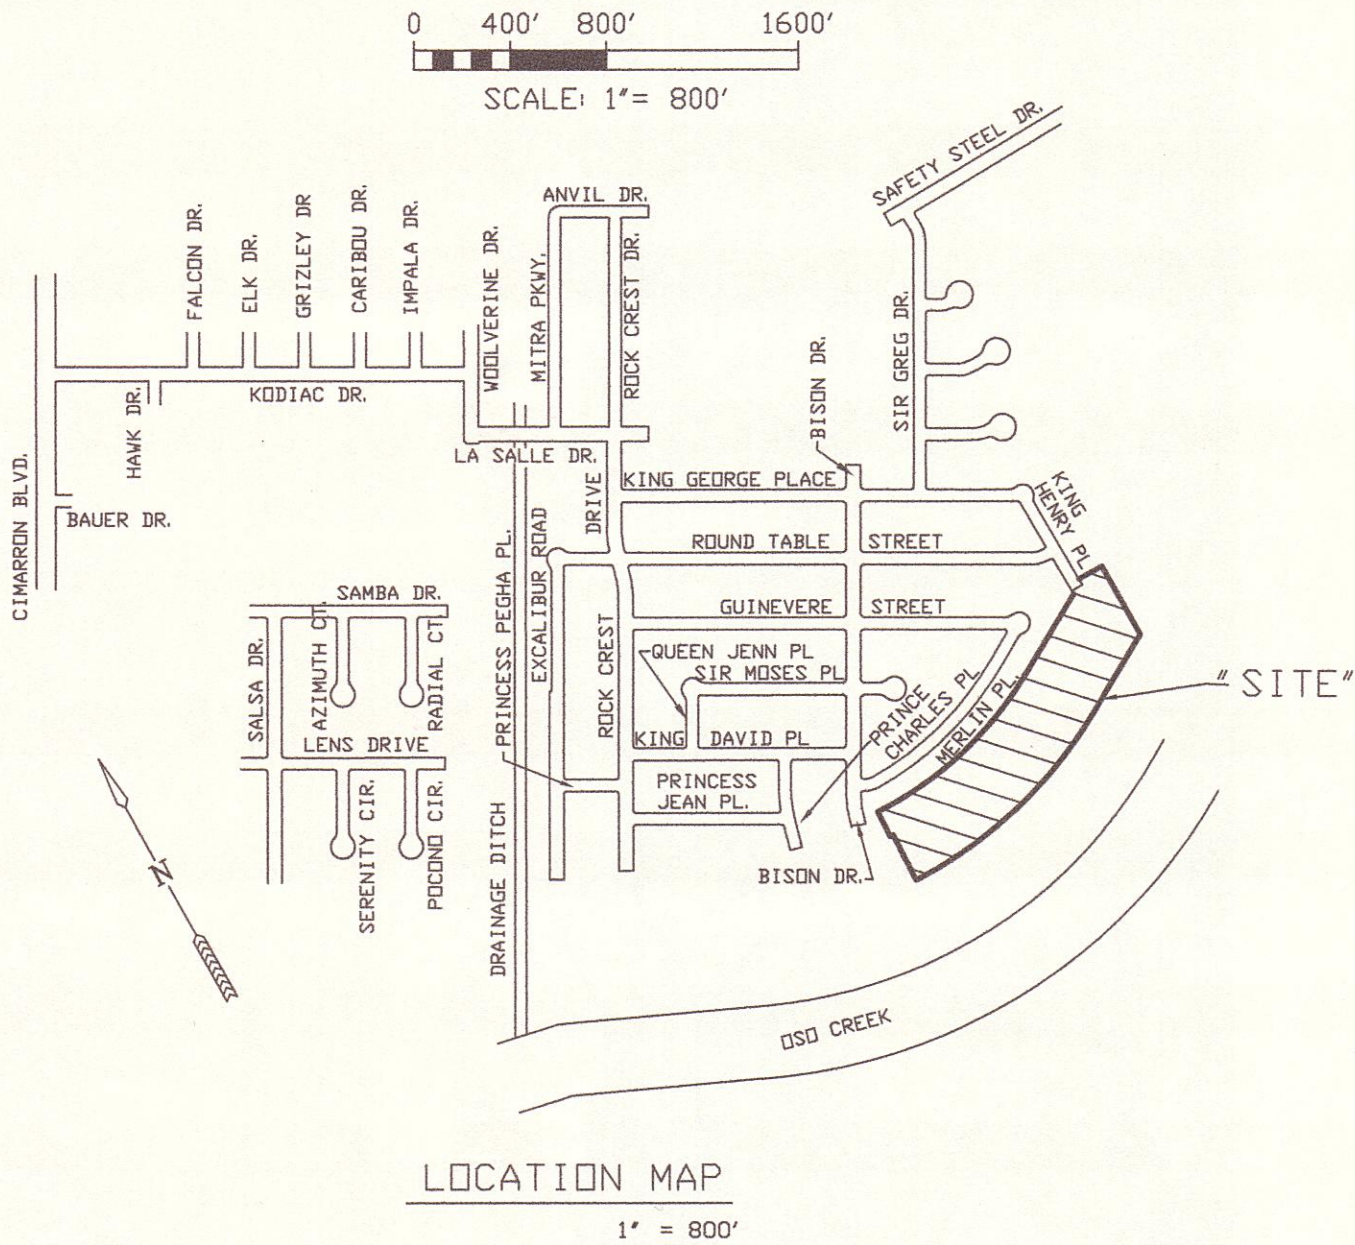 0 400' 800' 1600'
SCALE: 1"= 800'
SAFETY STEEL DR.
ANVIL DR.
FALCON DR.
ELK DR.
GRIZLEY DR
CARIBOU DR.
IMPALA DR.
WOOLVERINE DR.
MITRA PKWY.
ROCK CREST DR.
BISON DR.
SIR GREG DR.
KODIAC DR.
HAWK DR.
CIMARRON BLVD.
BAUER DR.
LA SALLE DR.
KING GEORGE PLACE
KING
HENRY PL.
DRIVE
ROUND TABLE STREET
PRINCESS PEGHA PL.
EXCALIBUR ROAD
SAMBA DR.
GUINEVERE STREET
SALSA DR.
AZIMUTH CT.
RADIAL CT.
ROCK CREST
QUEEN JENN PL
SIR MOSES PL
"SITE"
PRINCE
CHARLES PL.
MERLIN PL.
LENS DRIVE
KING DAVID PL
PRINCESS
JEAN PL.
SERENITY CIR.
POCONO CIR.
DRAINAGE DITCH
BISON DR.
N
OSO CREEK
LOCATION MAP
1" = 800'